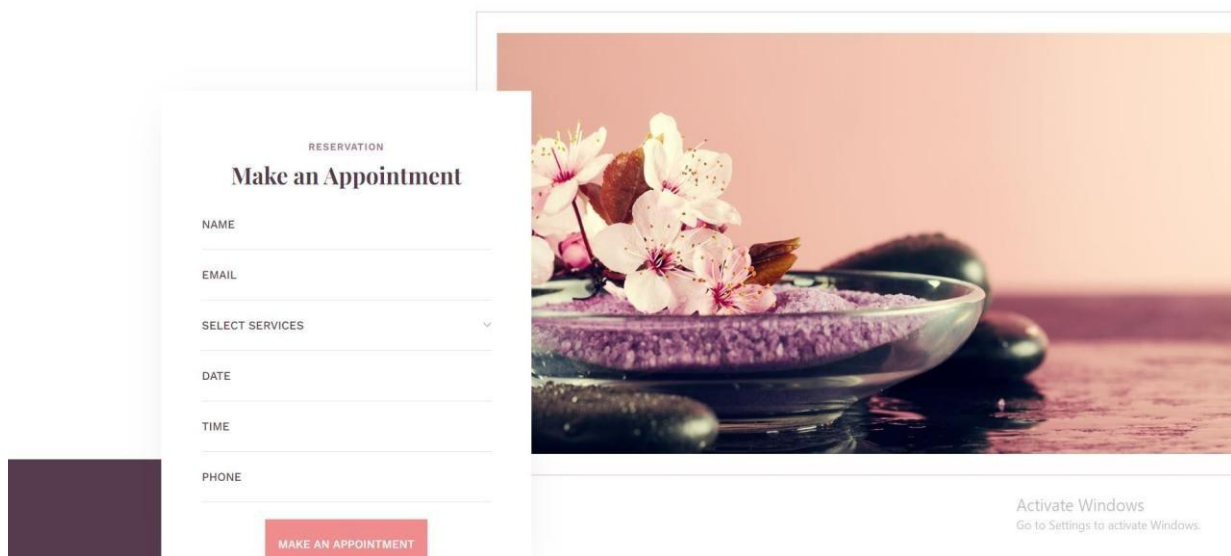 RESERVATION
Make an Appointment
NAME
EMAIL
SELECT SERVICES
DATE
TIME
PHONE
MAKE AN APPOINTMENT
Activate Windows
Go to Settings to activate Windows.